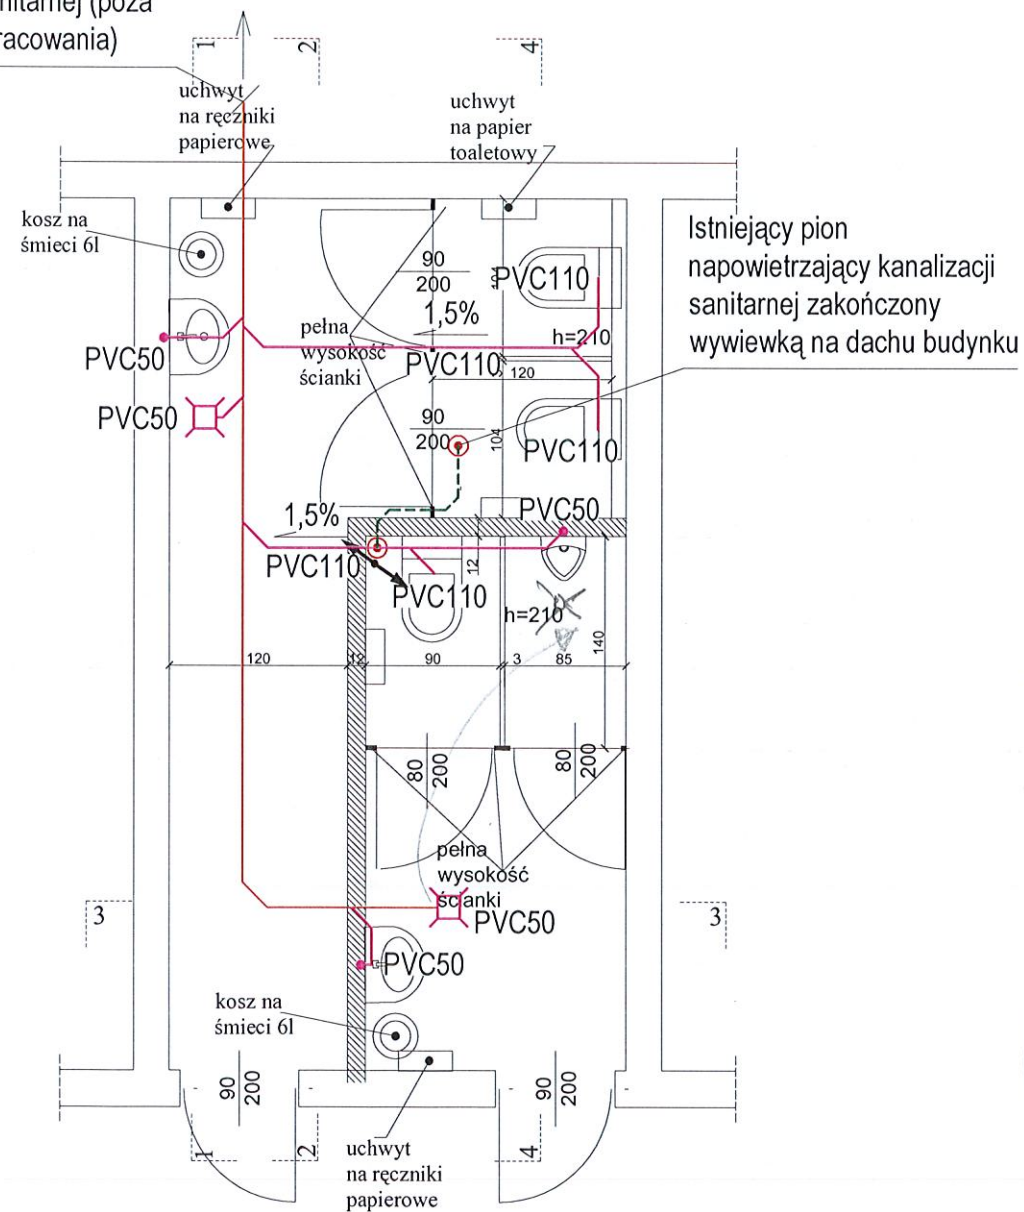 nitarnej (poza
racowania)
1
2
4
uchwyt
na ręczniki
papierowe
uchwyt
na papier
toaletowy
kosz na
śmieci 6l
Istniejący pion
napowietrzający kanalizacji
sanitarnej zakończony
wywiewką na dachu budynku
90
200
104
PVC110
1,5%
h=210
pełna
wysokość
ścianki
PVC50
PVC110
120
PVC50
90
200
104
PVC110
PVC50
1,5%
PVC110
12
PVC110
h=210
140
120
12
90
3
85
80
200
80
200
pełna
wysokość
ścianki
3
PVC50
3
PVC50
kosz na
śmieci 6l
90
200
90
200
1
2
4
uchwyt
na ręczniki
papierowe